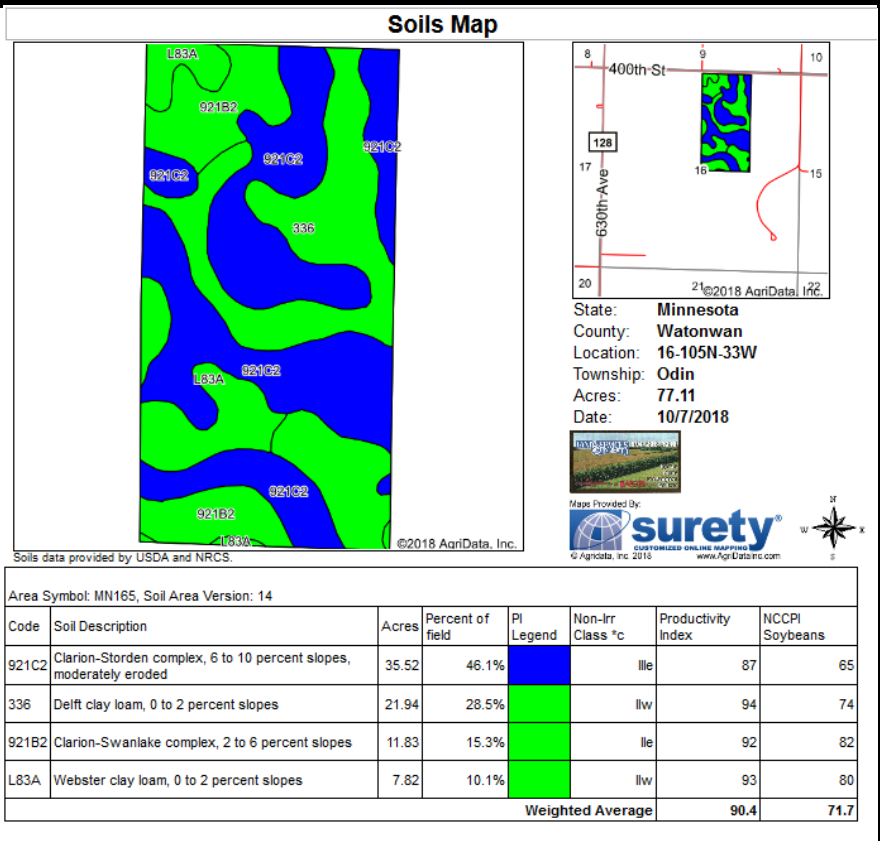 Soils Map
L83A
921B2
921C2
921C2
921C2
336
L83A
921C2
921C2
921B2
L83A
©2018 AgriData, Inc.
Soils data provided by USDA and NRCS.
8
9
10
400th-St
128
17
16
15
630th-Ave
20
21
22
©2018 AgriData, Inc.
State: Minnesota
County: Watonwan
Location: 16-105N-33W
Township: Odin
Acres: 77.11
Date: 10/7/2018
Maps Provided By:
surety®
CUSTOMIZED ONLINE MAPPING
© Agridata, Inc. 2018 www.AgriDataInc.com
N
W
S
Area Symbol: MN165, Soil Area Version: 14
Code Soil Description Acres Percent of field PI Legend Non-Irr Class *c Productivity Index NCCPI Soybeans
921C2 Clarion-Storden complex, 6 to 10 percent slopes, moderately eroded 35.52 46.1% IIIe 87 65
336 Delft clay loam, 0 to 2 percent slopes 21.94 28.5% IIw 94 74
921B2 Clarion-Swanlake complex, 2 to 6 percent slopes 11.83 15.3% IIe 92 82
L83A Webster clay loam, 0 to 2 percent slopes 7.82 10.1% IIw 93 80
Weighted Average 90.4 71.7